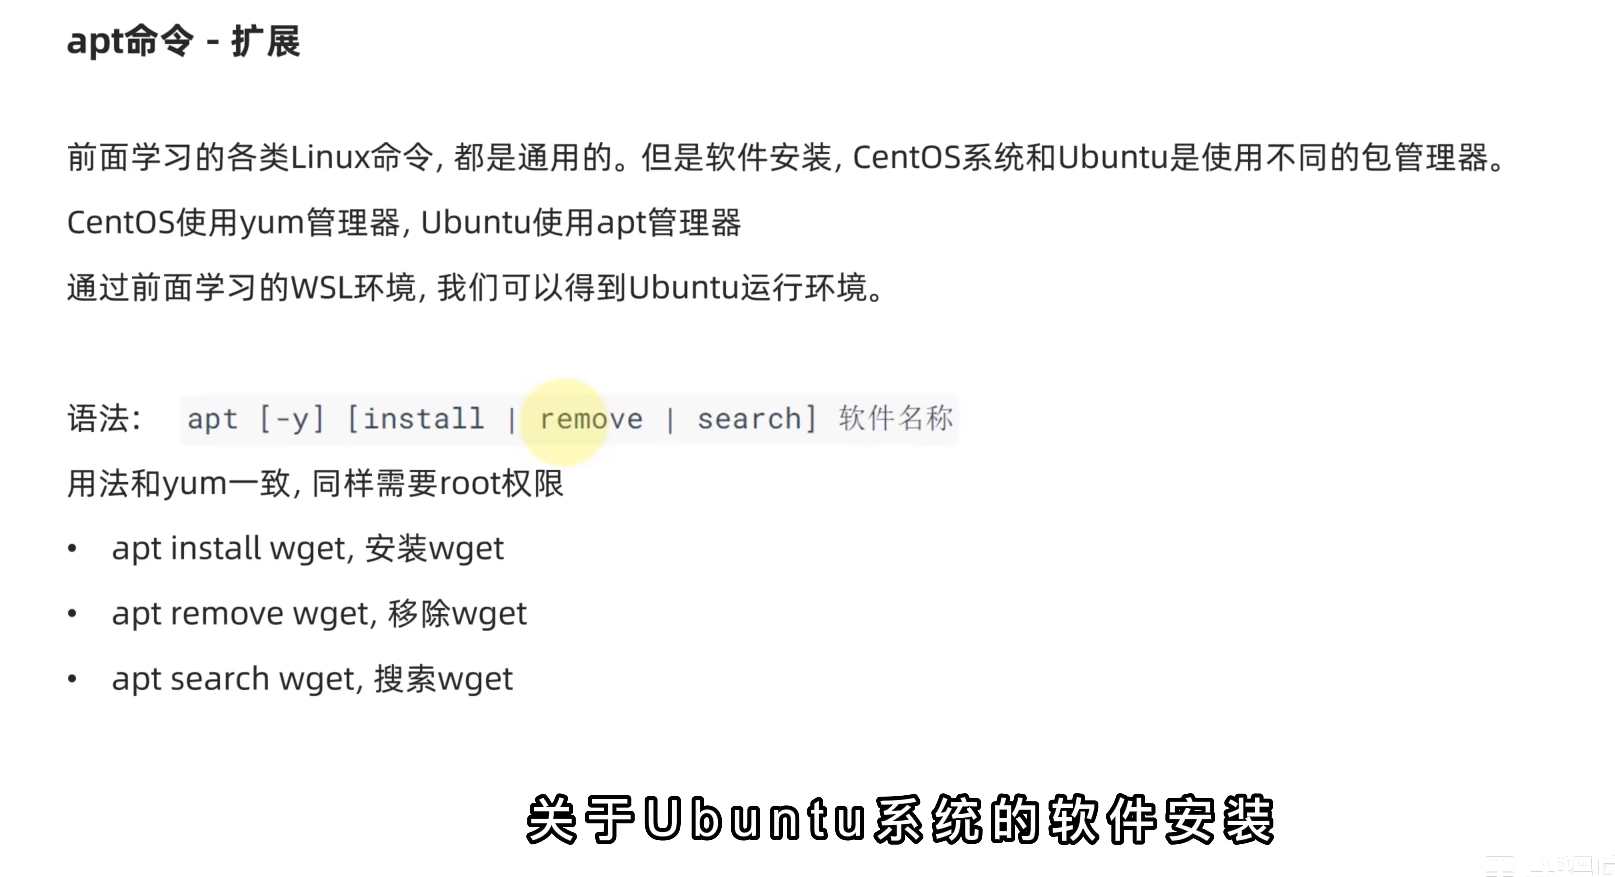 apt命令 - 扩展
前面学习的各类Linux命令, 都是通用的。但是软件安装, CentOS系统和Ubuntu是使用不同的包管理器。
CentOS使用yum管理器, Ubuntu使用apt管理器
通过前面学习的WSL环境, 我们可以得到Ubuntu运行环境。
语法: apt [-y] [install | remove | search] 软件名称
用法和yum一致, 同样需要root权限
• apt install wget, 安装wget
• apt remove wget, 移除wget
• apt search wget, 搜索wget
关于Ubuntu系统的软件安装